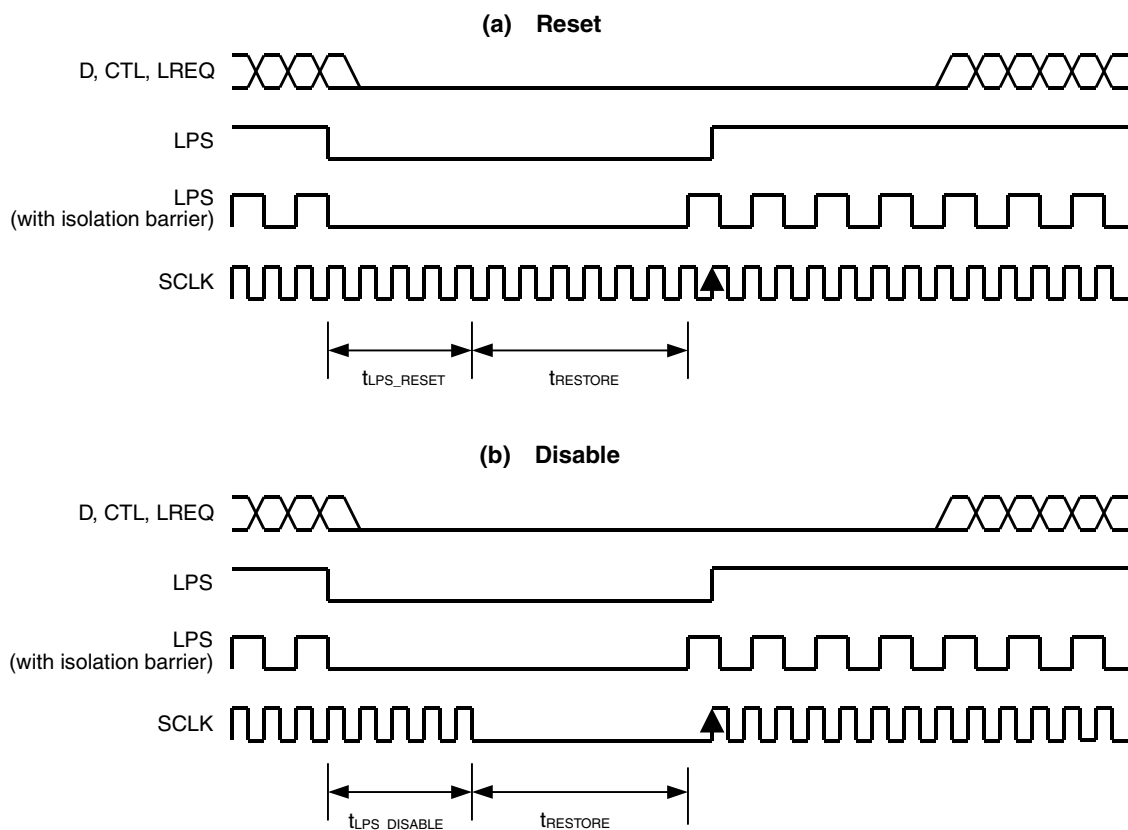 (a) Reset
D, CTL, LREQ
LPS
LPS
(with isolation barrier)
SCLK
tLPS_RESET
tRESTORE
(b) Disable
D, CTL, LREQ
LPS
LPS
(with isolation barrier)
SCLK
tLPS_DISABLE
tRESTORE